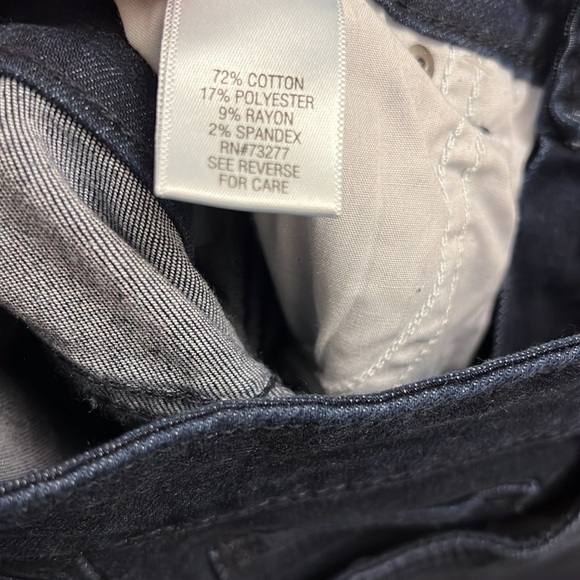 72% COTTON
17% POLYESTER
9% RAYON
2% SPANDEX
RN#73277
SEE REVERSE
FOR CARE